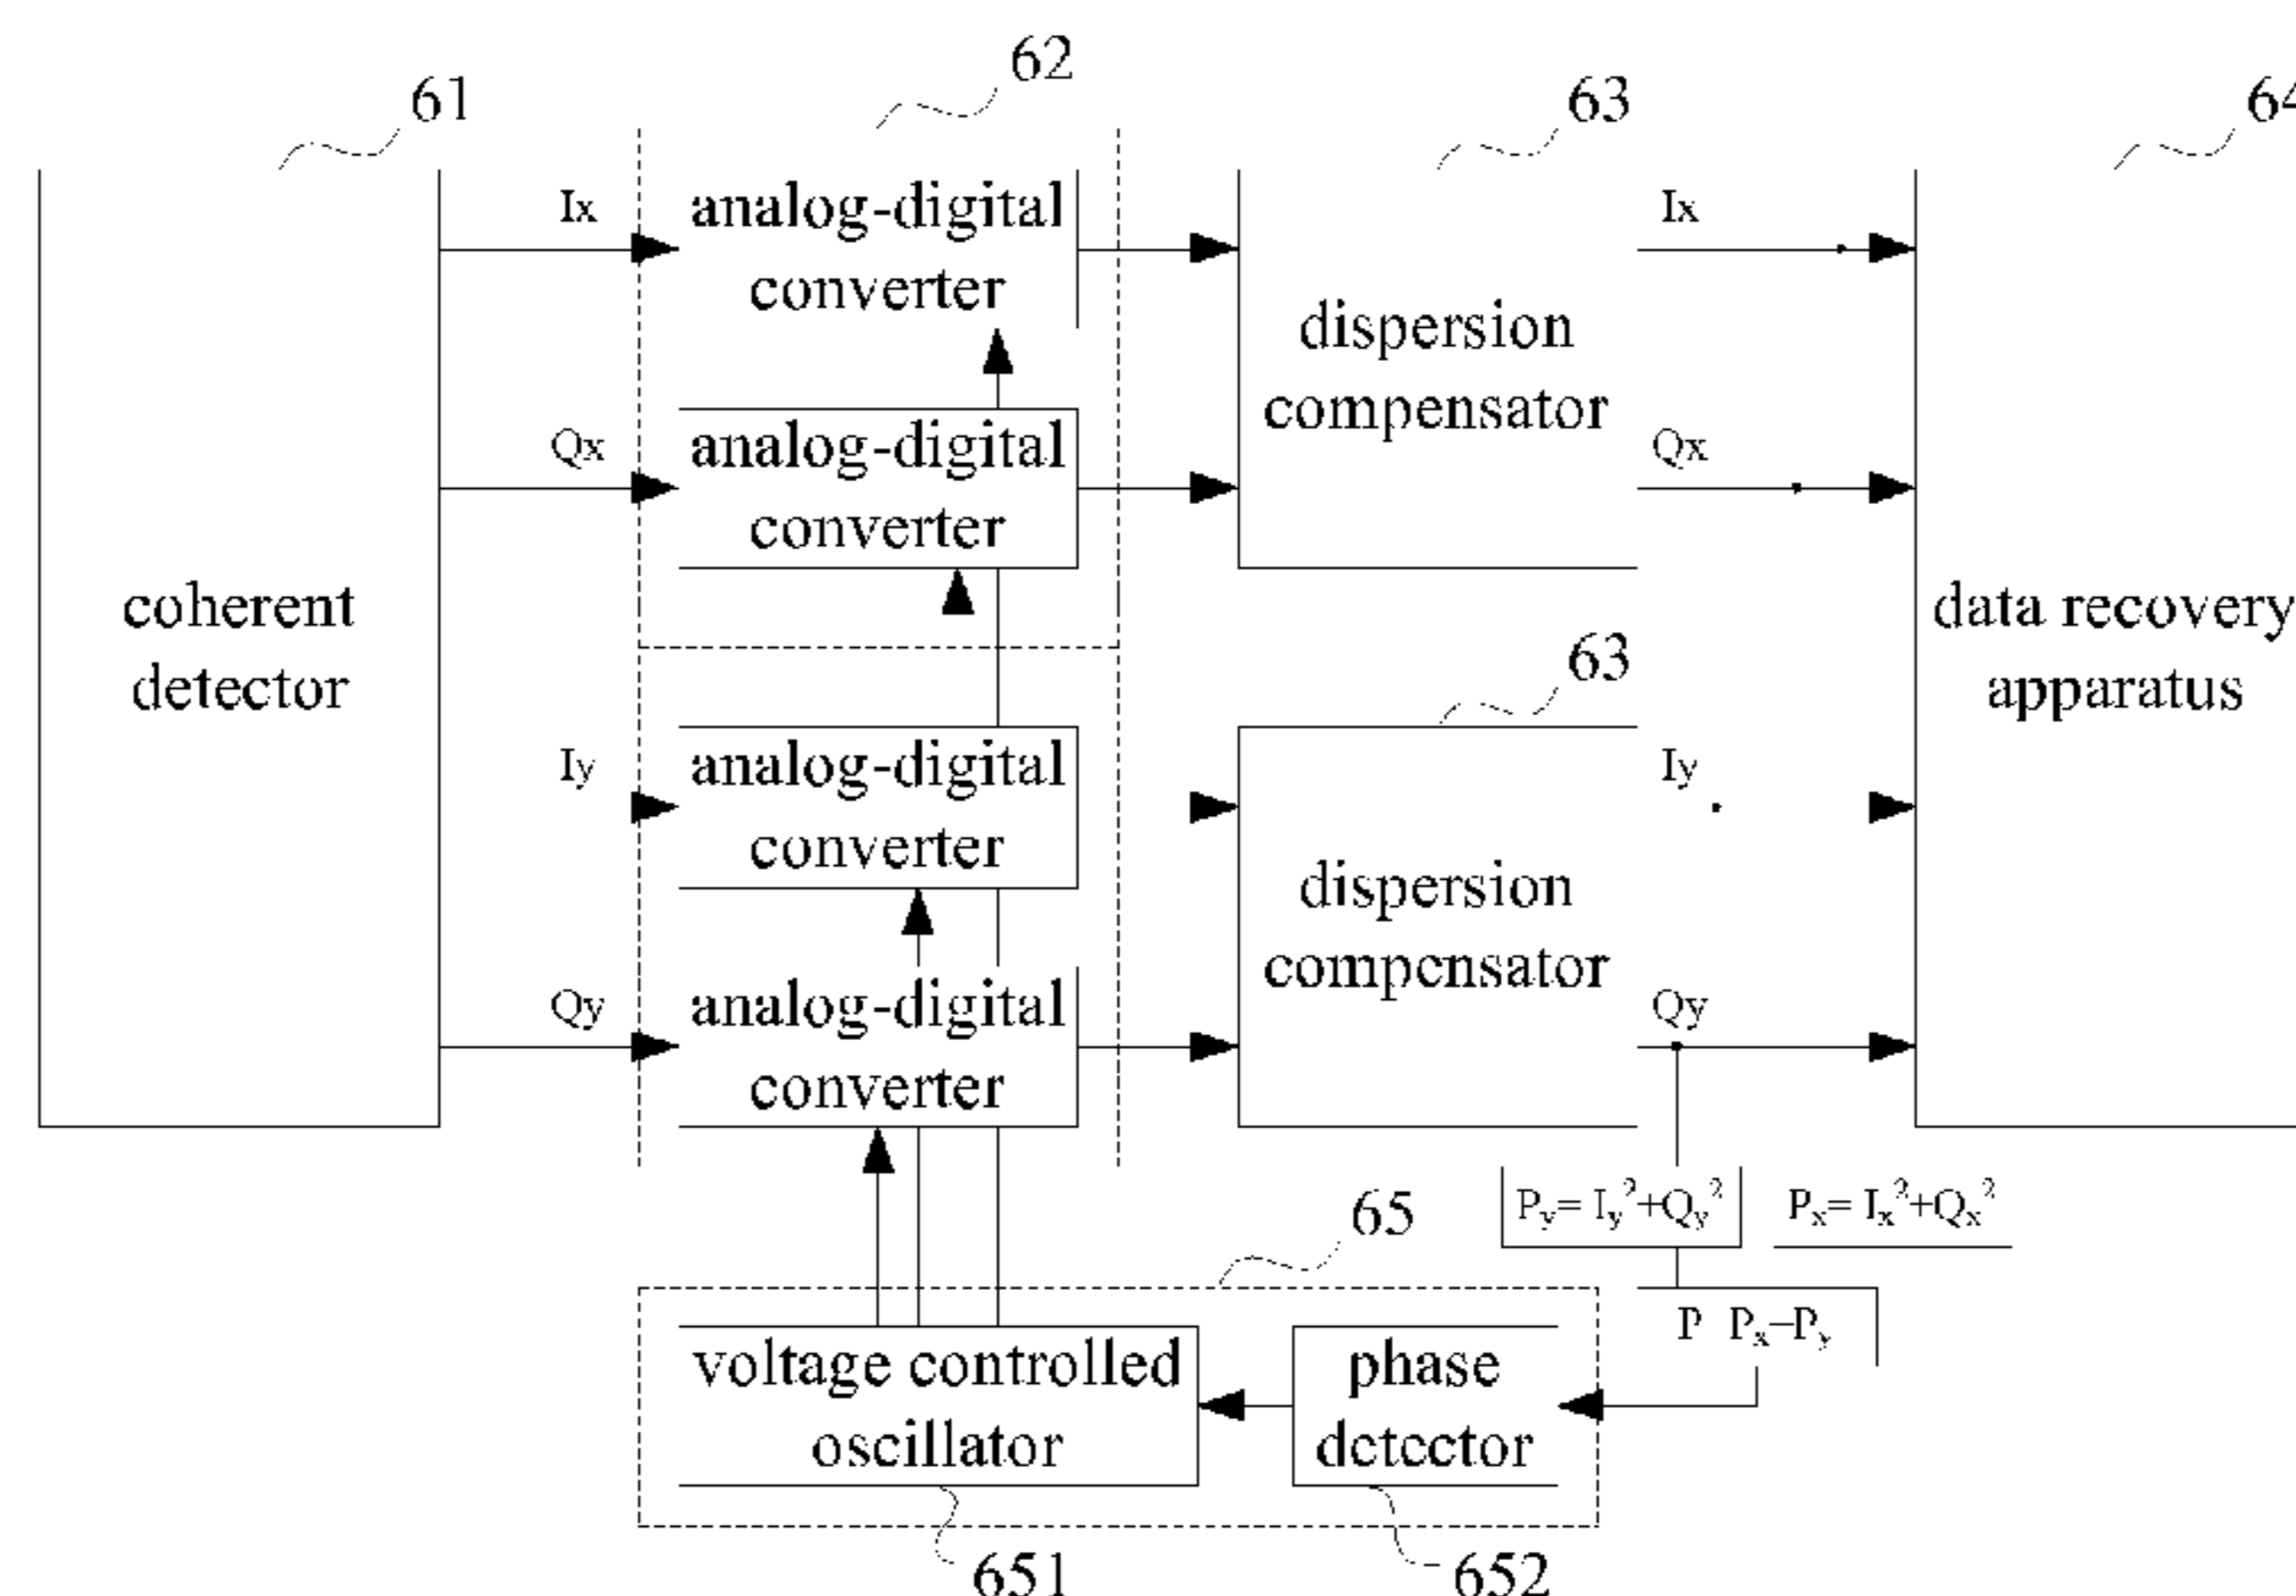 61
62
63
64
Ix
analog-digital
converter
Ix
dispersion
compensator
Qx
analog-digital
converter
Qx
coherent
detector
data recovery
apparatus
63
Iy
analog-digital
converter
Iy
dispersion
compensator
Qy
analog-digital
converter
Qy
Py= Iy²+Qy²
Px= Ix²+Qx²
65
P Px−Py
voltage controlled
oscillator
phase
detector
651
652